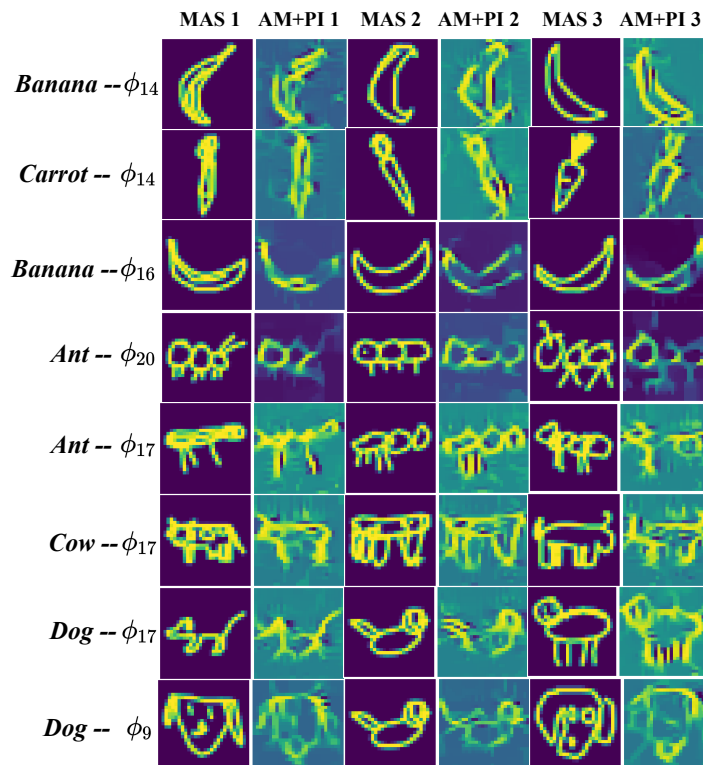 MAS 1 AM+PI 1 MAS 2 AM+PI 2 MAS 3 AM+PI 3
Banana -- ϕ₁₄
Carrot -- ϕ₁₄
Banana -- ϕ₁₆
Ant -- ϕ₂₀
Ant -- ϕ₁₇
Cow -- ϕ₁₇
Dog -- ϕ₁₇
Dog -- ϕ₉